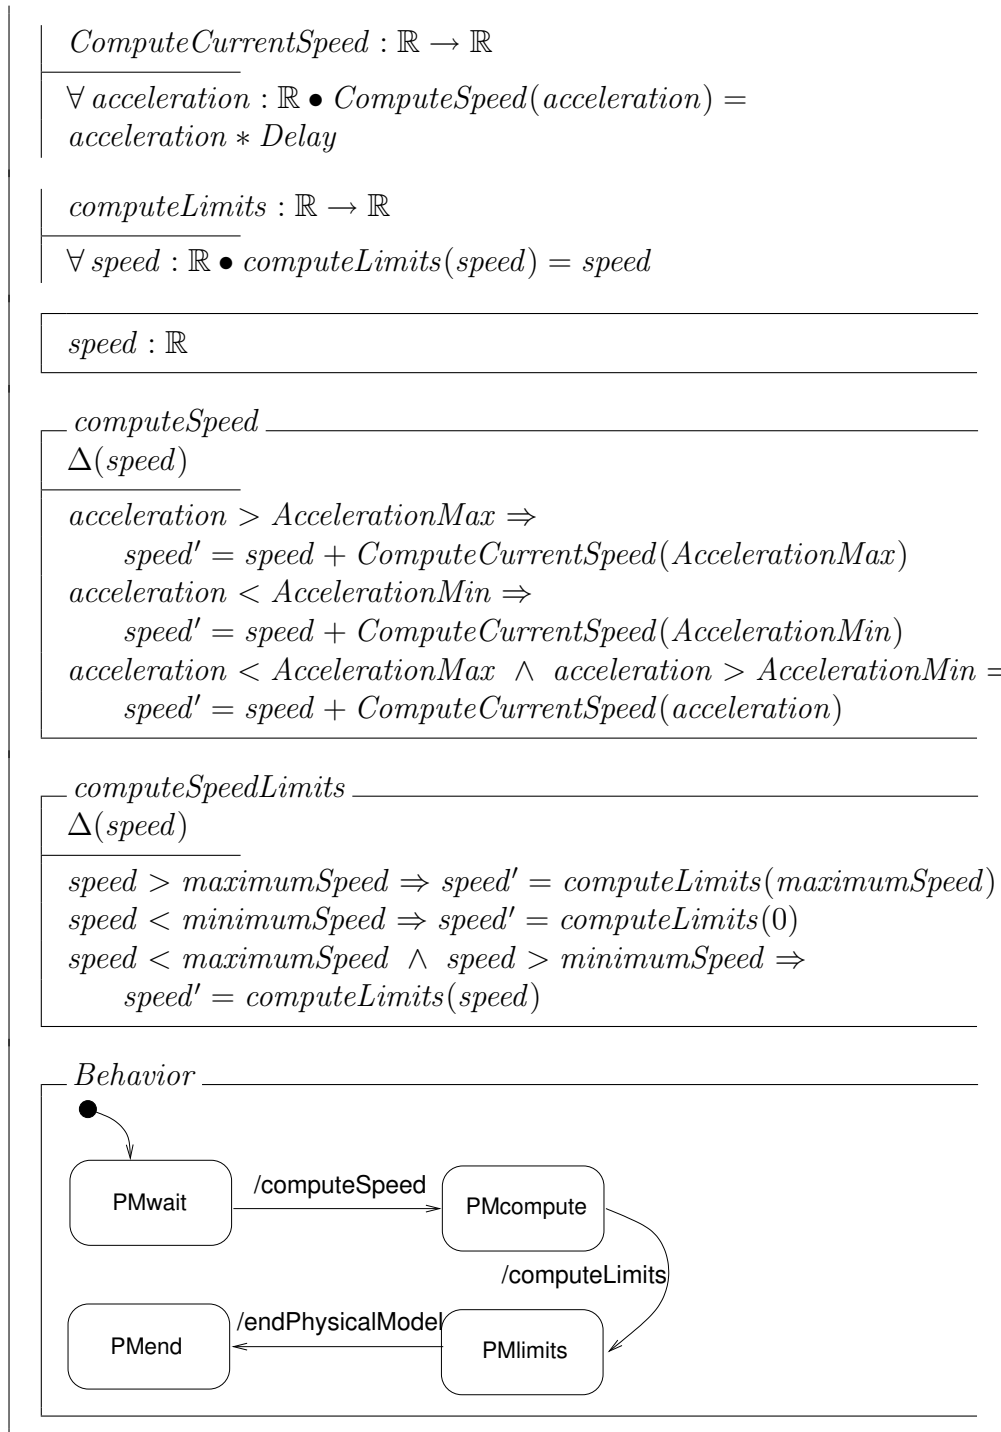 ComputeCurrentSpeed : ℝ → ℝ
∀ acceleration : ℝ • ComputeSpeed(acceleration) =
acceleration ∗ Delay
computeLimits : ℝ → ℝ
∀ speed : ℝ • computeLimits(speed) = speed
speed : ℝ
computeSpeed
Δ(speed)
acceleration > AccelerationMax ⇒
speed′ = speed + ComputeCurrentSpeed(AccelerationMax)
acceleration < AccelerationMin ⇒
speed′ = speed + ComputeCurrentSpeed(AccelerationMin)
acceleration < AccelerationMax ∧ acceleration > AccelerationMin =
speed′ = speed + ComputeCurrentSpeed(acceleration)
computeSpeedLimits
Δ(speed)
speed > maximumSpeed ⇒ speed′ = computeLimits(maximumSpeed)
speed < minimumSpeed ⇒ speed′ = computeLimits(0)
speed < maximumSpeed ∧ speed > minimumSpeed ⇒
speed′ = computeLimits(speed)
Behavior
PMwait
/computeSpeed
PMcompute
/computeLimits
PMend
/endPhysicalModel
PMlimits